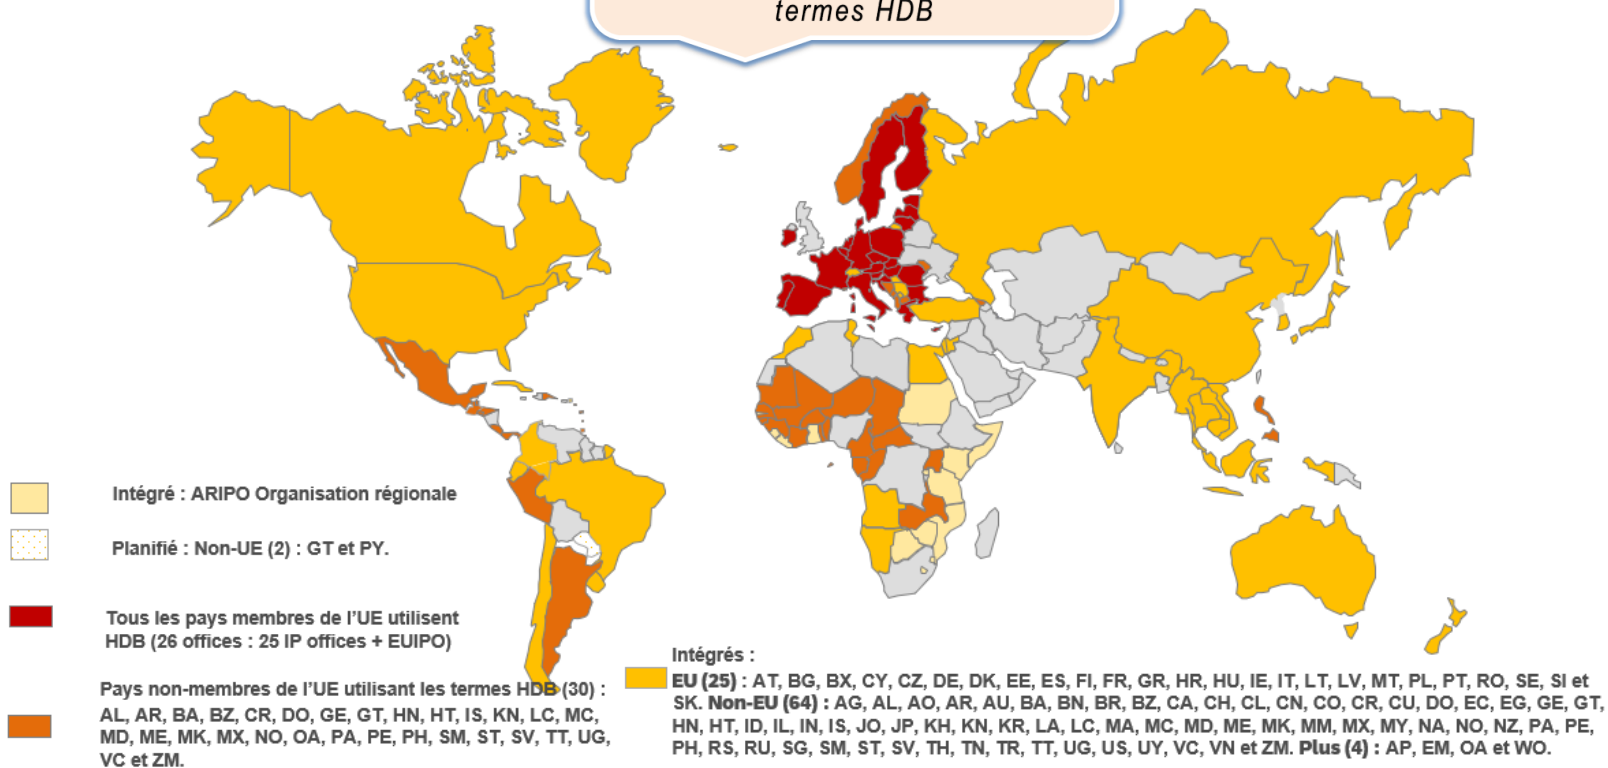 termes HDB
Intégré : ARIPO Organisation régionale
Planifié : Non-UE (2) : GT et PY.
Tous les pays membres de l'UE utilisent
HDB (26 offices : 25 IP offices + EUIPO)
Pays non-membres de l'UE utilisant les termes HDB (30) :
AL, AR, BA, BZ, CR, DO, GE, GT, HN, HT, IS, KN, LC, MC,
MD, ME, MK, MX, NO, OA, PA, PE, PH, SM, ST, SV, TT, UG,
VC et ZM.
Intégrés :
EU (25) : AT, BG, BX, CY, CZ, DE, DK, EE, ES, FI, FR, GR, HR, HU, IE, IT, LT, LV, MT, PL, PT, RO, SE, SI et
SK. Non-EU (64) : AG, AL, AO, AR, AU, BA, BN, BR, BZ, CA, CH, CL, CN, CO, CR, CU, DO, EC, EG, GE, GT,
HN, HT, ID, IL, IN, IS, JO, JP, KH, KN, KR, LA, LC, MA, MC, MD, ME, MK, MM, MX, MY, NA, NO, NZ, PA, PE,
PH, RS, RU, SG, SM, ST, SV, TH, TN, TR, TT, UG, US, UY, VC, VN et ZM. Plus (4) : AP, EM, OA et WO.